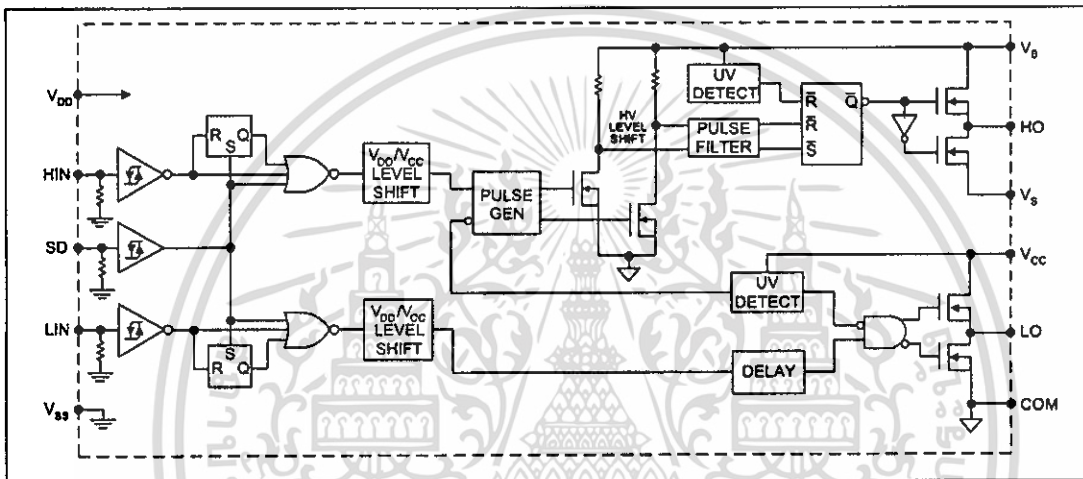 V_DD
HIN
SD
LIN
V_SS
R Q
S
S
R Q
V_DD/V_CC
LEVEL
SHIFT
V_DD/V_CC
LEVEL
SHIFT
PULSE
GEN
HV
LEVEL
SHIFT
UV
DETECT
PULSE
FILTER
R̅ Q̅
R̅
S̅
UV
DETECT
DELAY
V_B
HO
V_S
V_CC
LO
COM